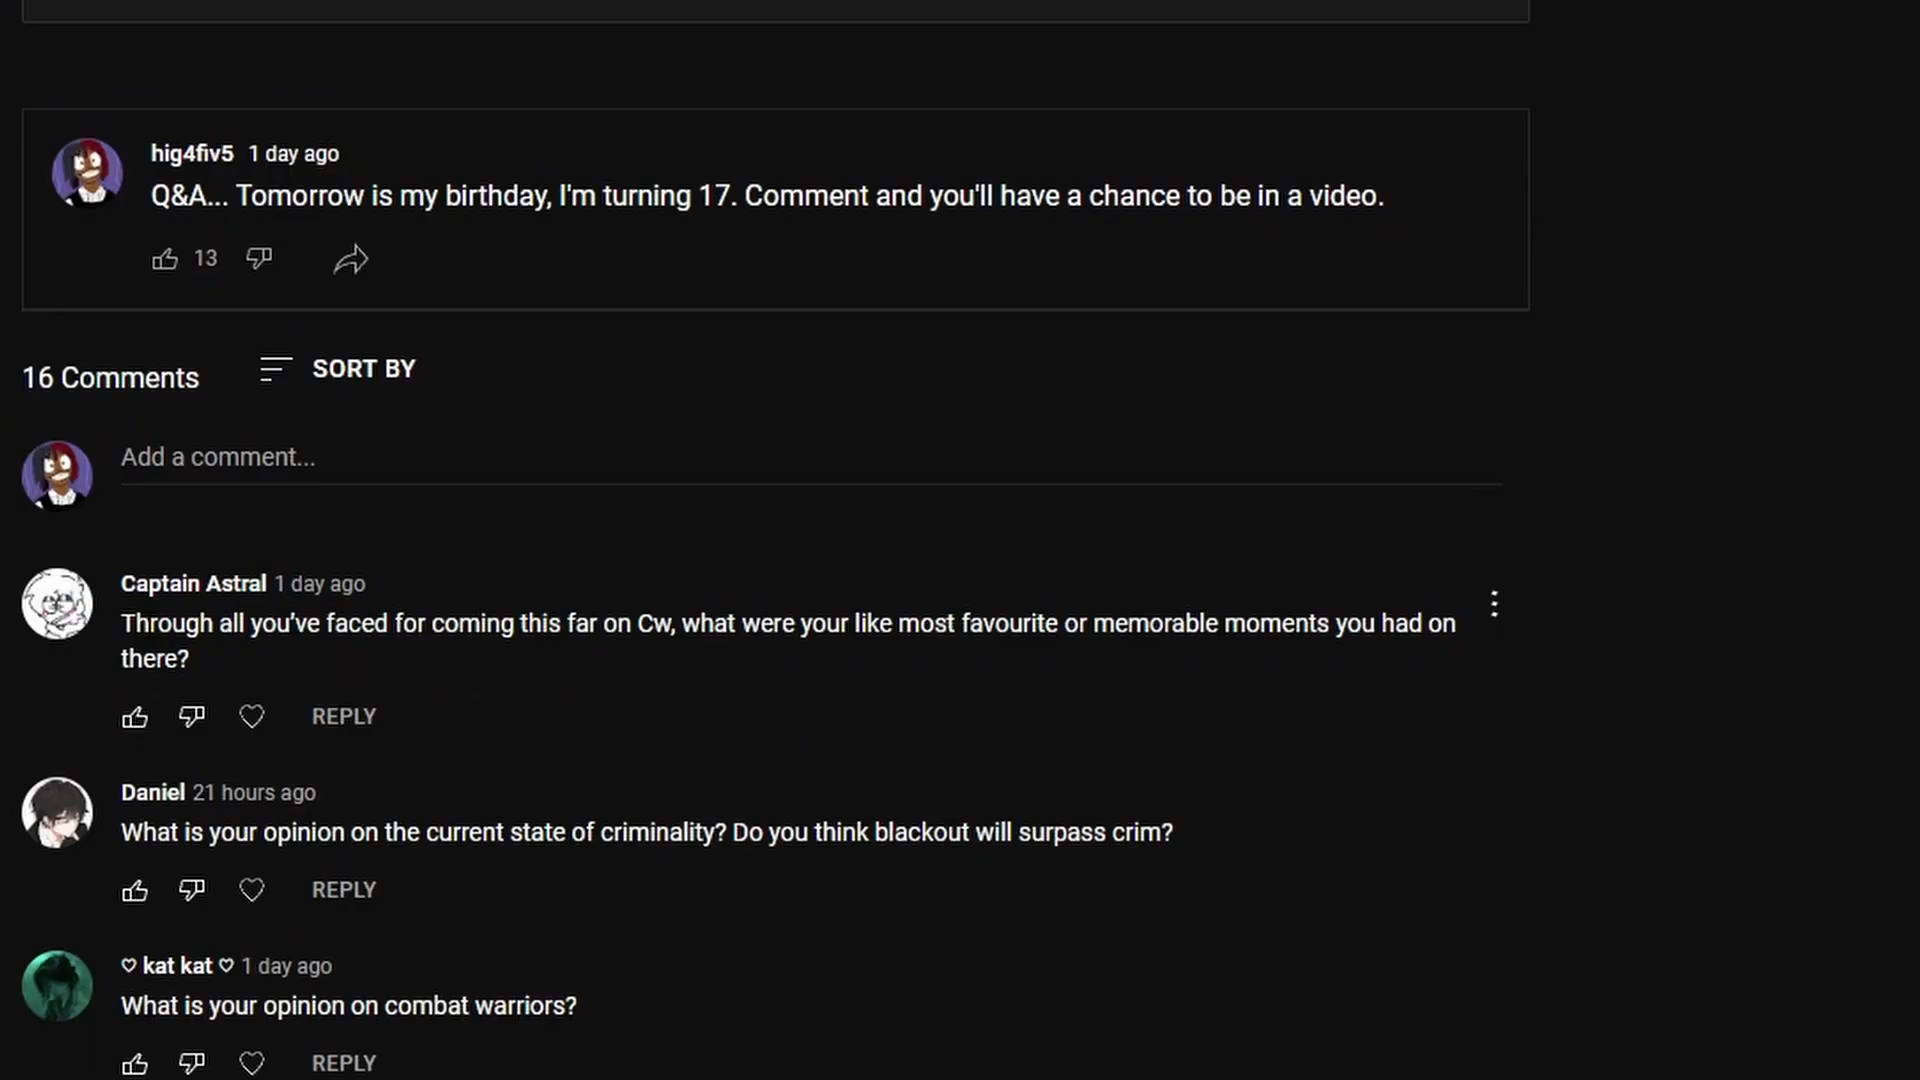 hig4fiv5 1 day ago
Q&A... Tomorrow is my birthday, I'm turning 17. Comment and you'll have a chance to be in a video.
13
16 Comments SORT BY
Add a comment...
Captain Astral 1 day ago
Through all you’ve faced for coming this far on Cw, what were your like most favourite or memorable moments you had on
there?
REPLY
Daniel 21 hours ago
What is your opinion on the current state of criminality? Do you think blackout will surpass crim?
REPLY
♡ kat kat ♡ 1 day ago
What is your opinion on combat warriors?
REPLY